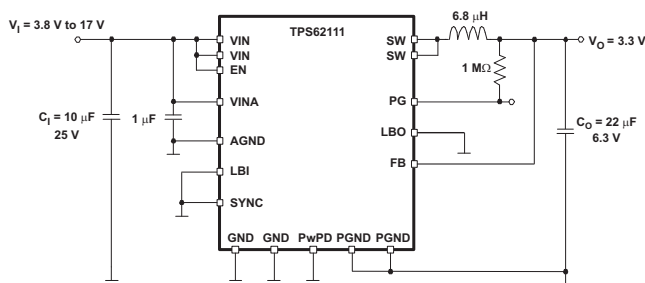 V_I = 3.8 V to 17 V
TPS62111
6.8 µH
V_O = 3.3 V
VIN
VIN
EN
SW
SW
1 MΩ
C_I = 10 µF
25 V
1 µF
VINA
PG
C_O = 22 µF
6.3 V
AGND
LBO
LBI
FB
SYNC
GND
GND
PwPD
PGND
PGND